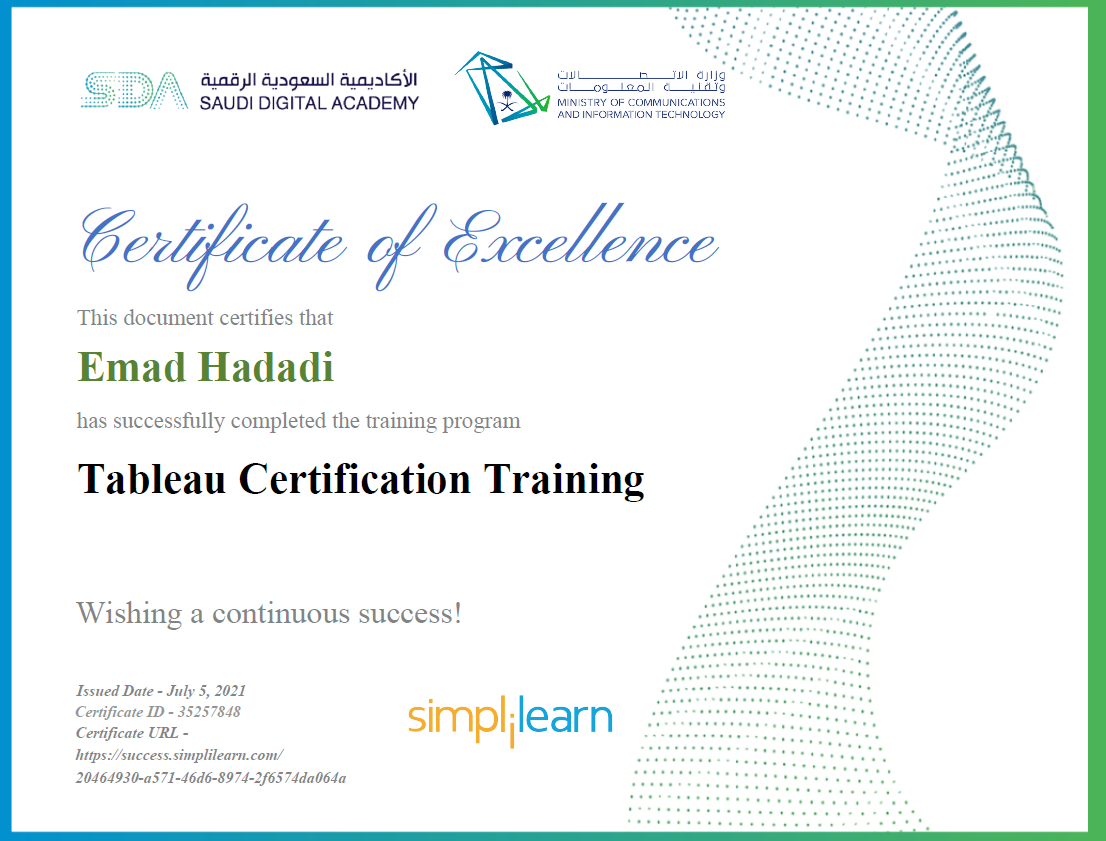 SDA
الأكاديمية السعودية الرقمية
SAUDI DIGITAL ACADEMY
وزارة الاتـــصــــــالات
وتقنية المعلومـــات
MINISTRY OF COMMUNICATIONS
AND INFORMATION TECHNOLOGY
Certificate of Excellence
This document certifies that
Emad Hadadi
has successfully completed the training program
Tableau Certification Training
Wishing a continuous success!
Issued Date - July 5, 2021
Certificate ID - 35257848
Certificate URL -
https://success.simplilearn.com/
20464930-a571-46d6-8974-2f6574da064a
simplilearn